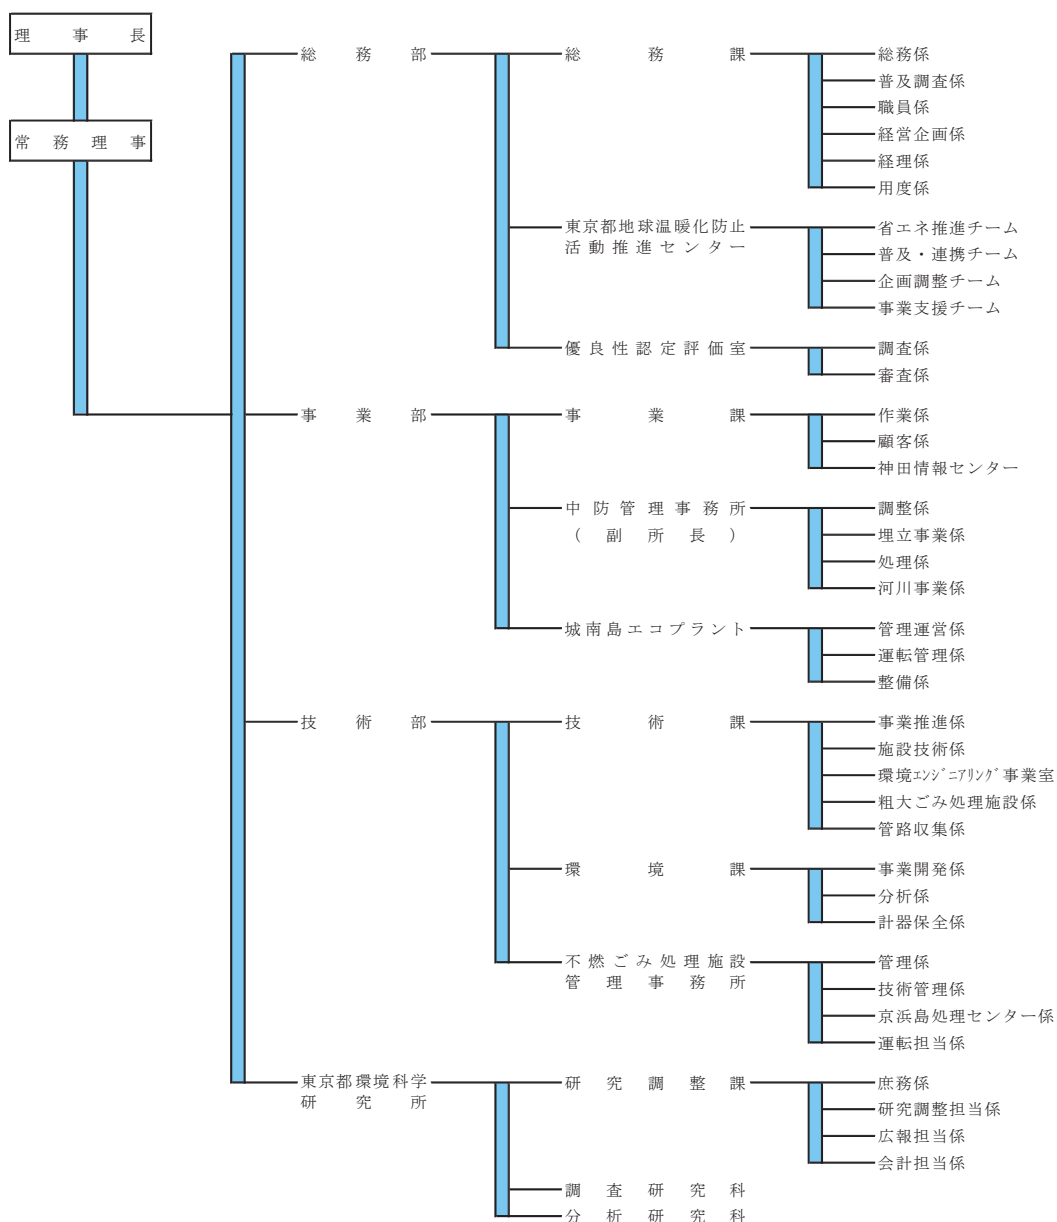 理事長
常務理事
総務部
総務課
総務係
普及調査係
職員係
経営企画係
経理係
用度係
東京都地球温暖化防止
活動推進センター
省エネ推進チーム
普及・連携チーム
企画調整チーム
事業支援チーム
優良性認定評価室
調査係
審査係
事業部
事業課
作業係
顧客係
神田情報センター
中防管理事務所
(副所長)
調整係
埋立事業係
処理係
河川事業係
城南島エコプラント
管理運営係
運転管理係
整備係
技術部
技術課
事業推進係
施設技術係
環境ｴﾝｼﾞﾆｱﾘﾝｸﾞ事業室
粗大ごみ処理施設係
管路収集係
環境課
事業開発係
分析係
計器保全係
不燃ごみ処理施設
管理事務所
管理係
技術管理係
京浜島処理センター係
運転担当係
東京都環境科学
研究所
研究調整課
庶務係
研究調整担当係
広報担当係
会計担当係
調査研究科
分析研究科